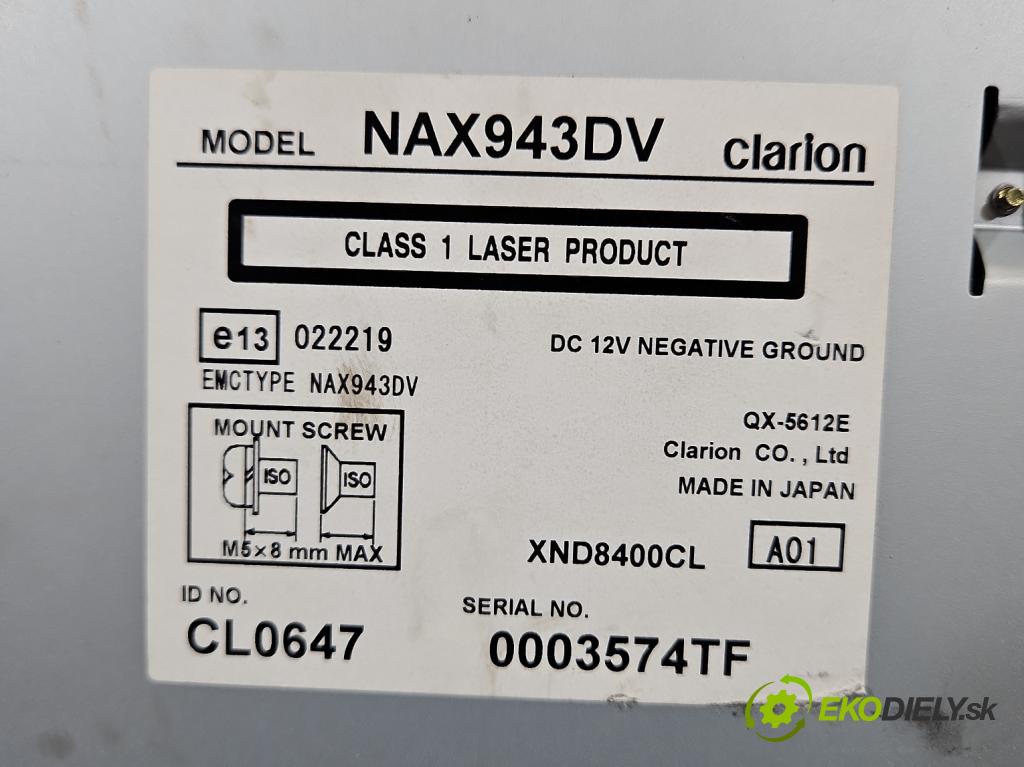 MODEL NAX943DV clarion
CLASS 1 LASER PRODUCT
e13 022219
DC 12V NEGATIVE GROUND
EMCTYPE NAX943DV
MOUNT SCREW
ISO ISO
M5×8 mm MAX
QX-5612E
Clarion CO., Ltd
MADE IN JAPAN
XND8400CL A01
ID NO.
CL0647
SERIAL NO.
0003574TF
EKODIELY.sk